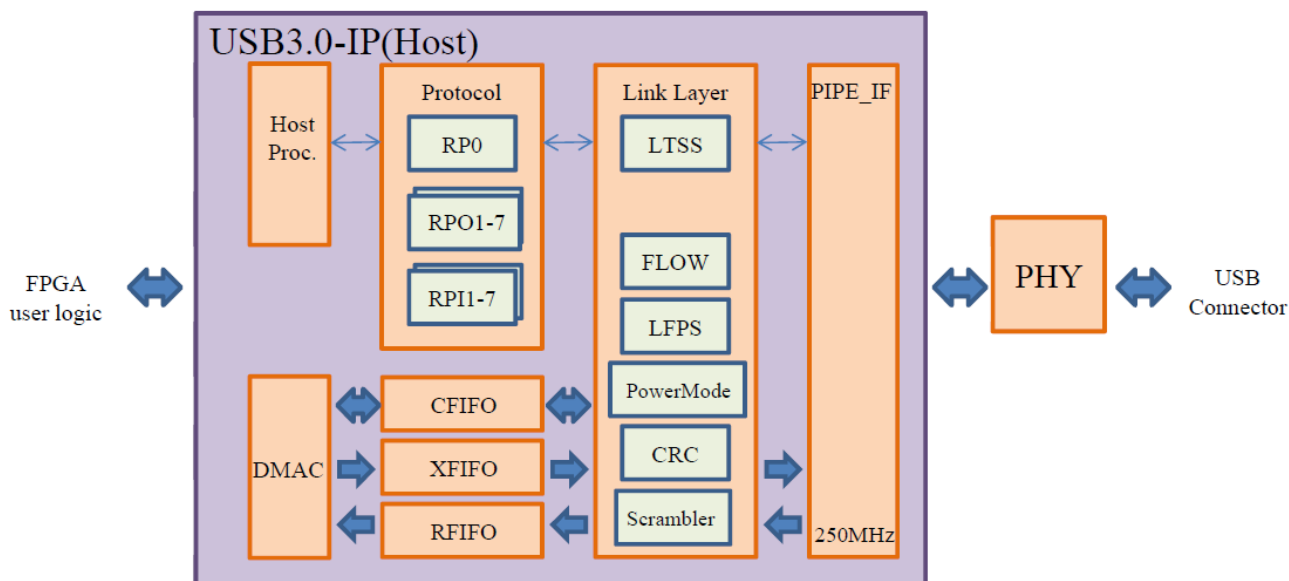 USB3.0-IP(Host)
Host
Proc.
Protocol
RP0
RPO1-7
RPI1-7
Link Layer
LTSS
FLOW
LFPS
PowerMode
CRC
Scrambler
PIPE_IF
250MHz
FPGA
user logic
DMAC
CFIFO
XFIFO
RFIFO
PHY
USB
Connector